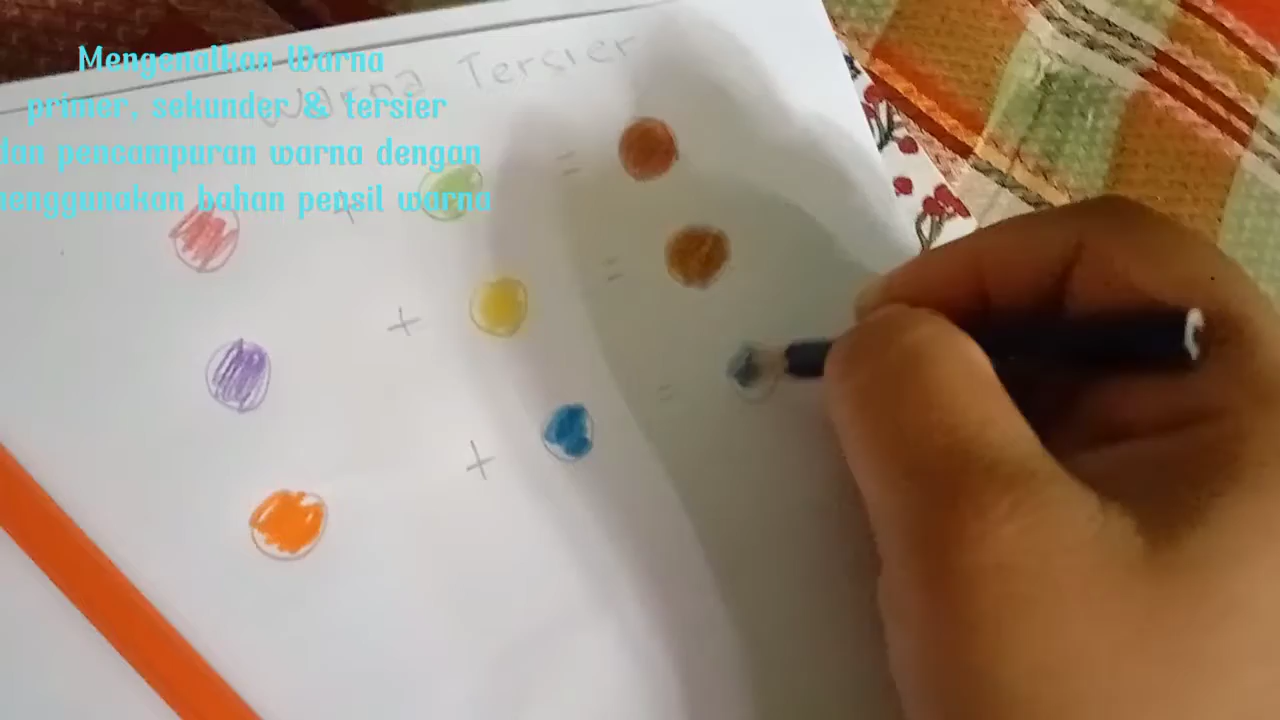 Mengenalkan Warna
primer, sekunder & tersier
dan pencampuran warna dengan
menggunakan bahan pensil warna
Warna Tersier
+ =
+ =
+ =